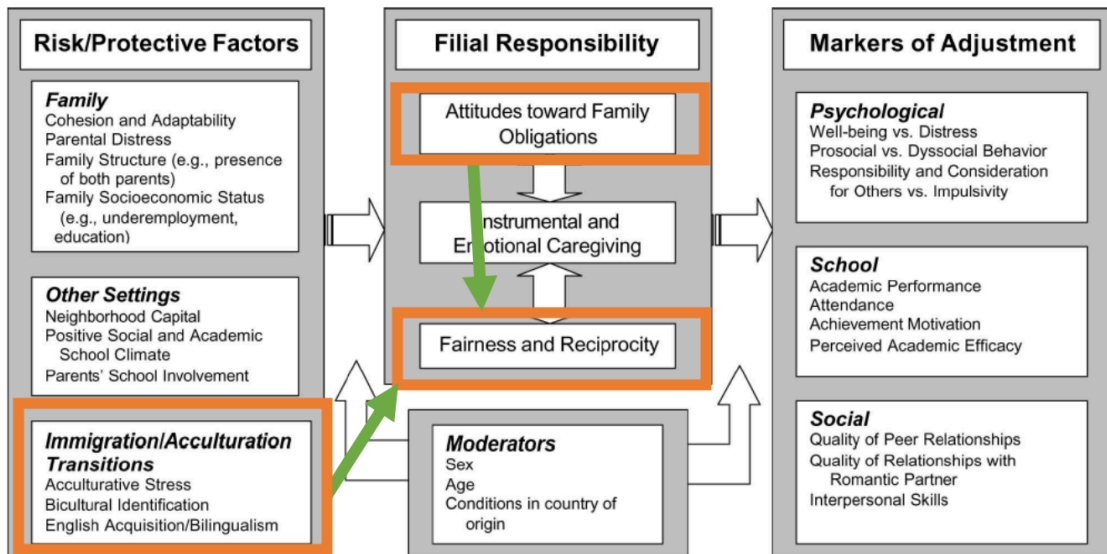 Risk/Protective Factors
Family
Cohesion and Adaptability
Parental Distress
Family Structure (e.g., presence
of both parents)
Family Socioeconomic Status
(e.g., underemployment,
education)
Other Settings
Neighborhood Capital
Positive Social and Academic
School Climate
Parents' School Involvement
Immigration/Acculturation
Transitions
Acculturative Stress
Bicultural Identification
English Acquisition/Bilingualism
Filial Responsibility
Attitudes toward Family
Obligations
Instrumental and
Emotional Caregiving
Fairness and Reciprocity
Moderators
Sex
Age
Conditions in country of
origin
Markers of Adjustment
Psychological
Well-being vs. Distress
Prosocial vs. Dyssocial Behavior
Responsibility and Consideration
for Others vs. Impulsivity
School
Academic Performance
Attendance
Achievement Motivation
Perceived Academic Efficacy
Social
Quality of Peer Relationships
Quality of Relationships with
Romantic Partner
Interpersonal Skills